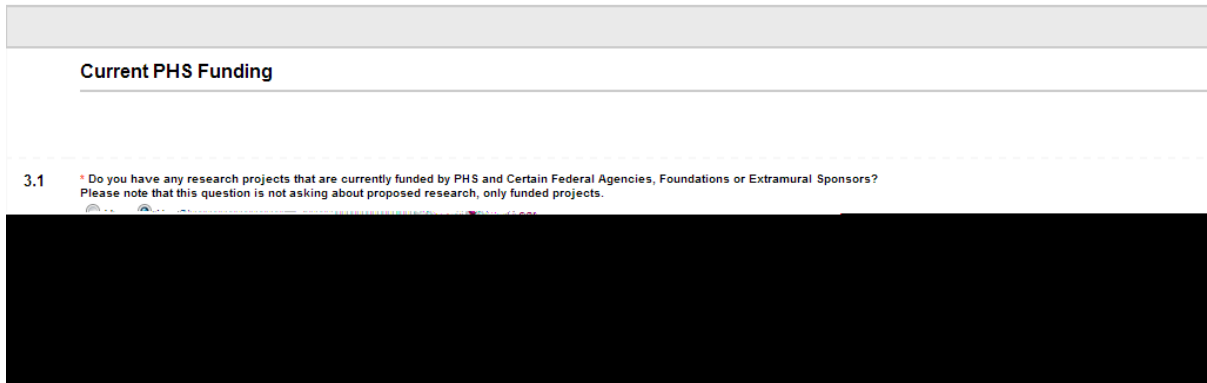 Current PHS Funding
3.1 * Do you have any research projects that are currently funded by PHS and Certain Federal Agencies, Foundations or Extramural Sponsors?
Please note that this question is not asking about proposed research, only funded projects.